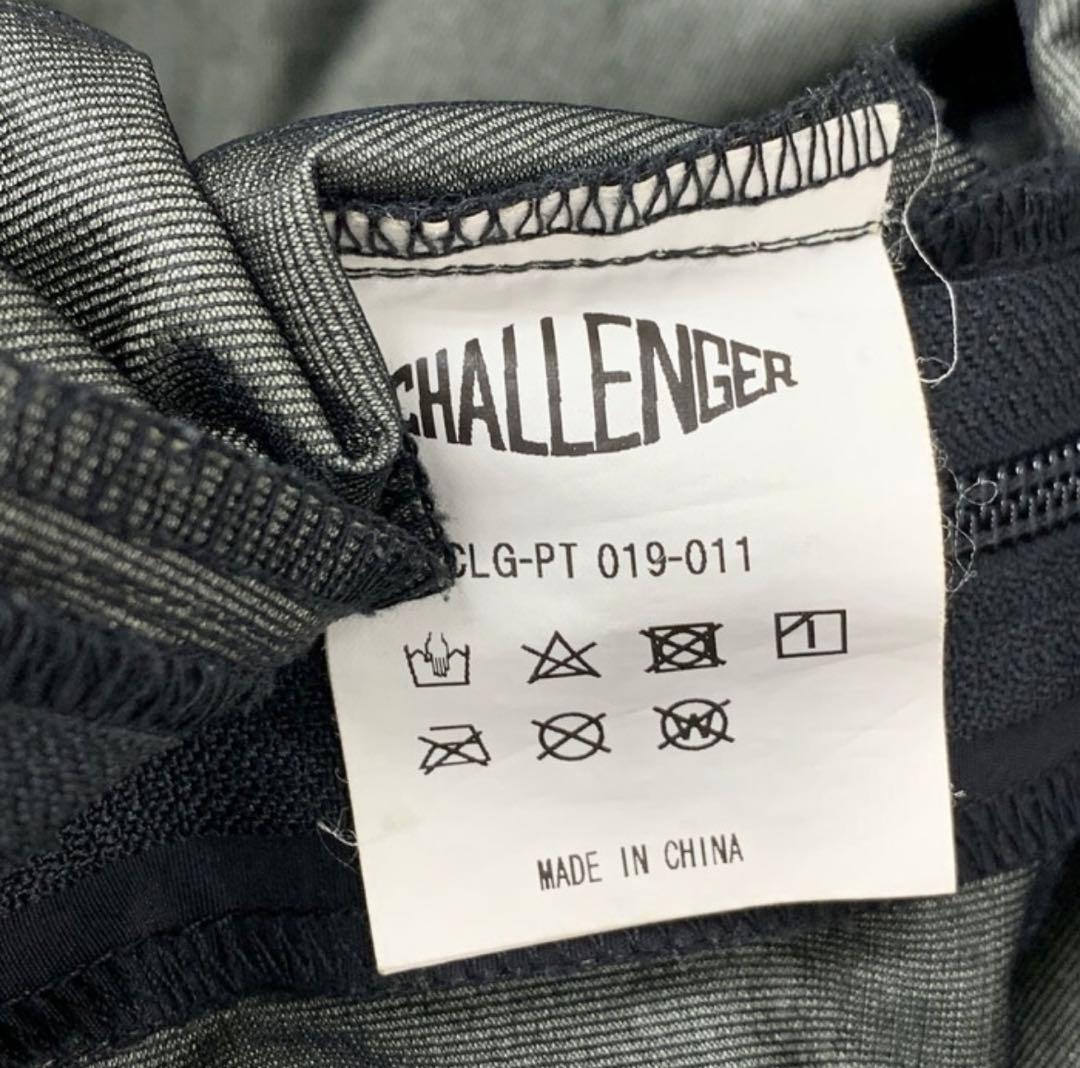 CHALLENGER
CLG-PT 019-011
W
MADE IN CHINA